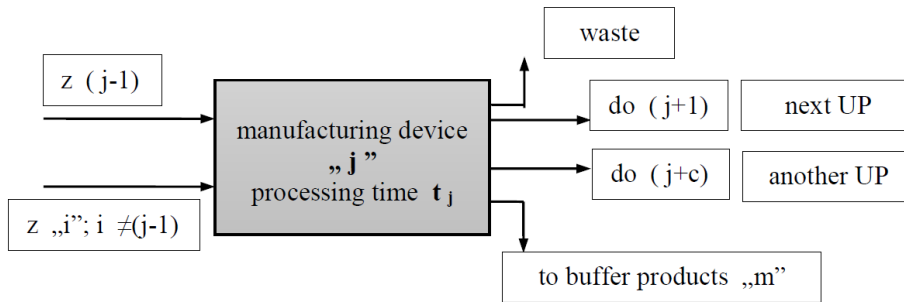 waste
z ( j-1)
do ( j+1)
next UP
manufacturing device
„ j ”
processing time t j
do ( j+c)
another UP
z „i”; i ≠(j-1)
to buffer products „m”